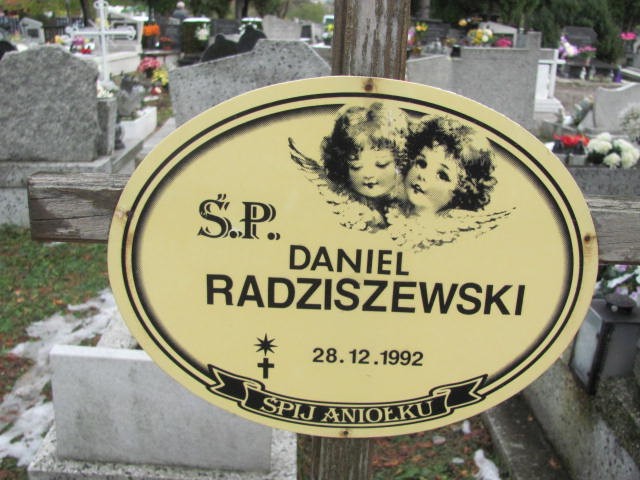 Ś.P.
DANIEL
RADZISZEWSKI
28.12.1992
ŚPIJ ANIOŁKU